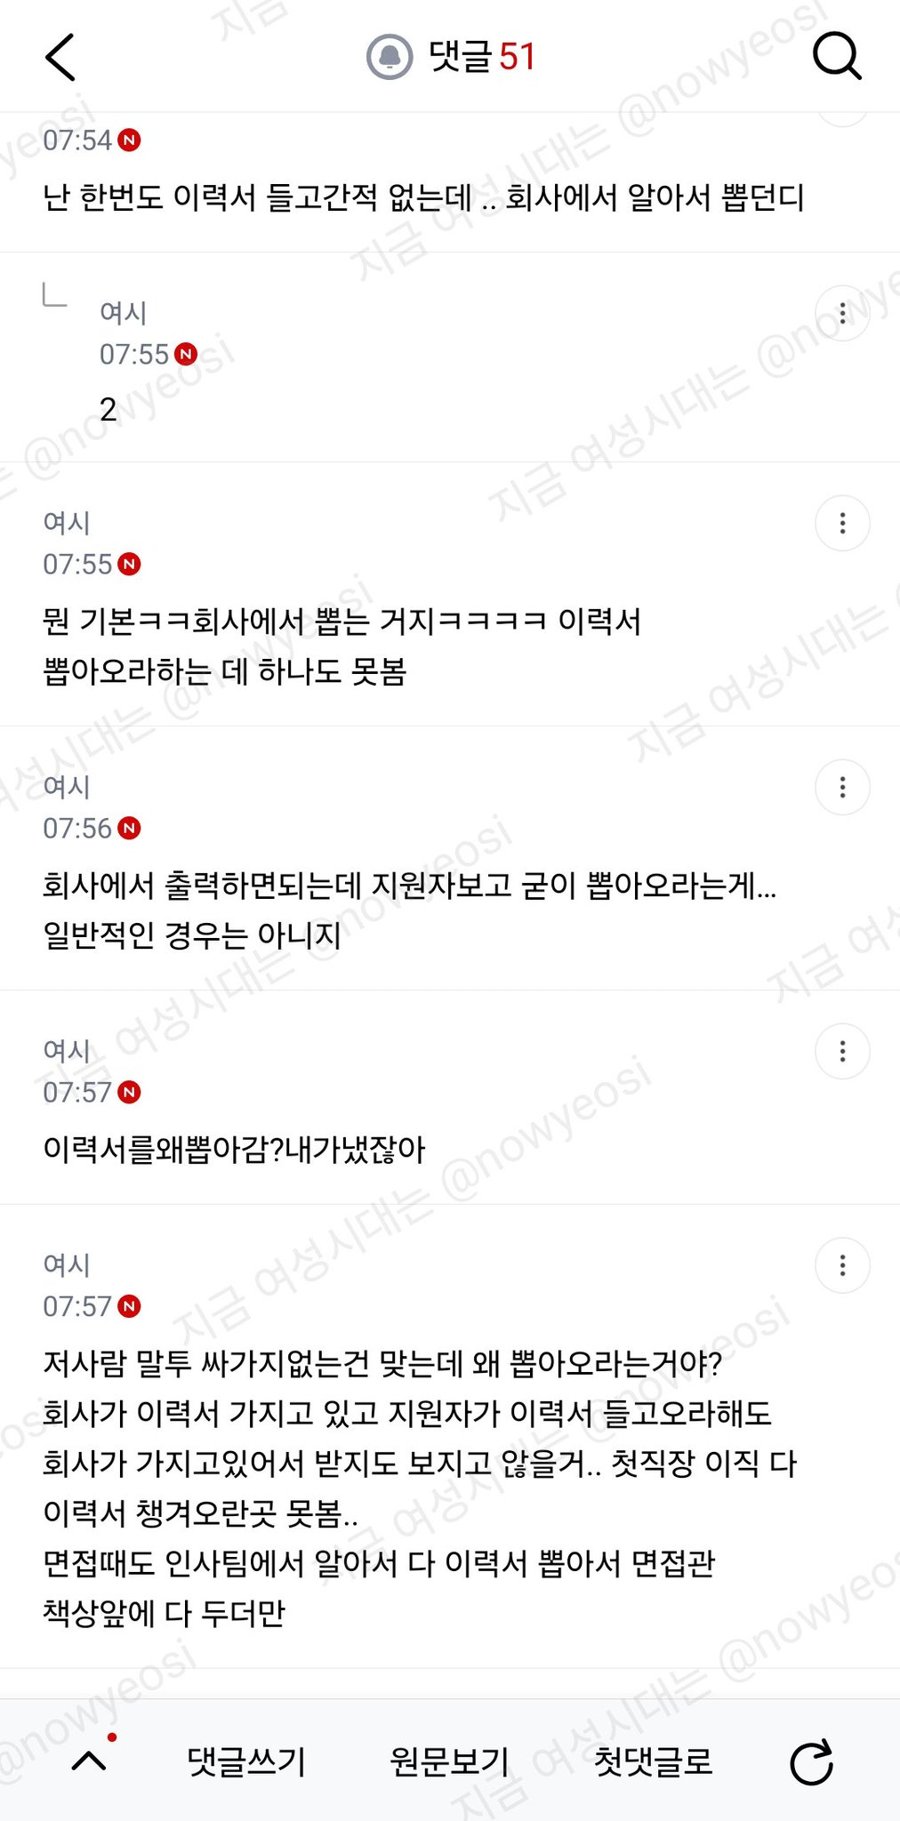 댓글 51
07:54 N
난 한번도 이력서 들고간적 없는데 .. 회사에서 알아서 뽑던디
여시
07:55 N
2
여시
07:55 N
뭔 기본ㅋㅋ회사에서 뽑는 거지ㅋㅋㅋㅋ 이력서
뽑아오라하는 데 하나도 못봄
여시
07:56 N
회사에서 출력하면되는데 지원자보고 굳이 뽑아오라는게...
일반적인 경우는 아니지
여시
07:57 N
이력서를왜뽑아감?내가냈잖아
여시
07:57 N
저사람 말투 싸가지없는건 맞는데 왜 뽑아오라는거야?
회사가 이력서 가지고 있고 지원자가 이력서 들고오라해도
회사가 가지고있어서 받지도 보지고 않을거.. 첫직장 이직 다
이력서 챙겨오란곳 못봄..
면접때도 인사팀에서 알아서 다 이력서 뽑아서 면접관
책상앞에 다 두더만
댓글쓰기
원문보기
첫댓글로
지금 여성시대는 @nowyeosi